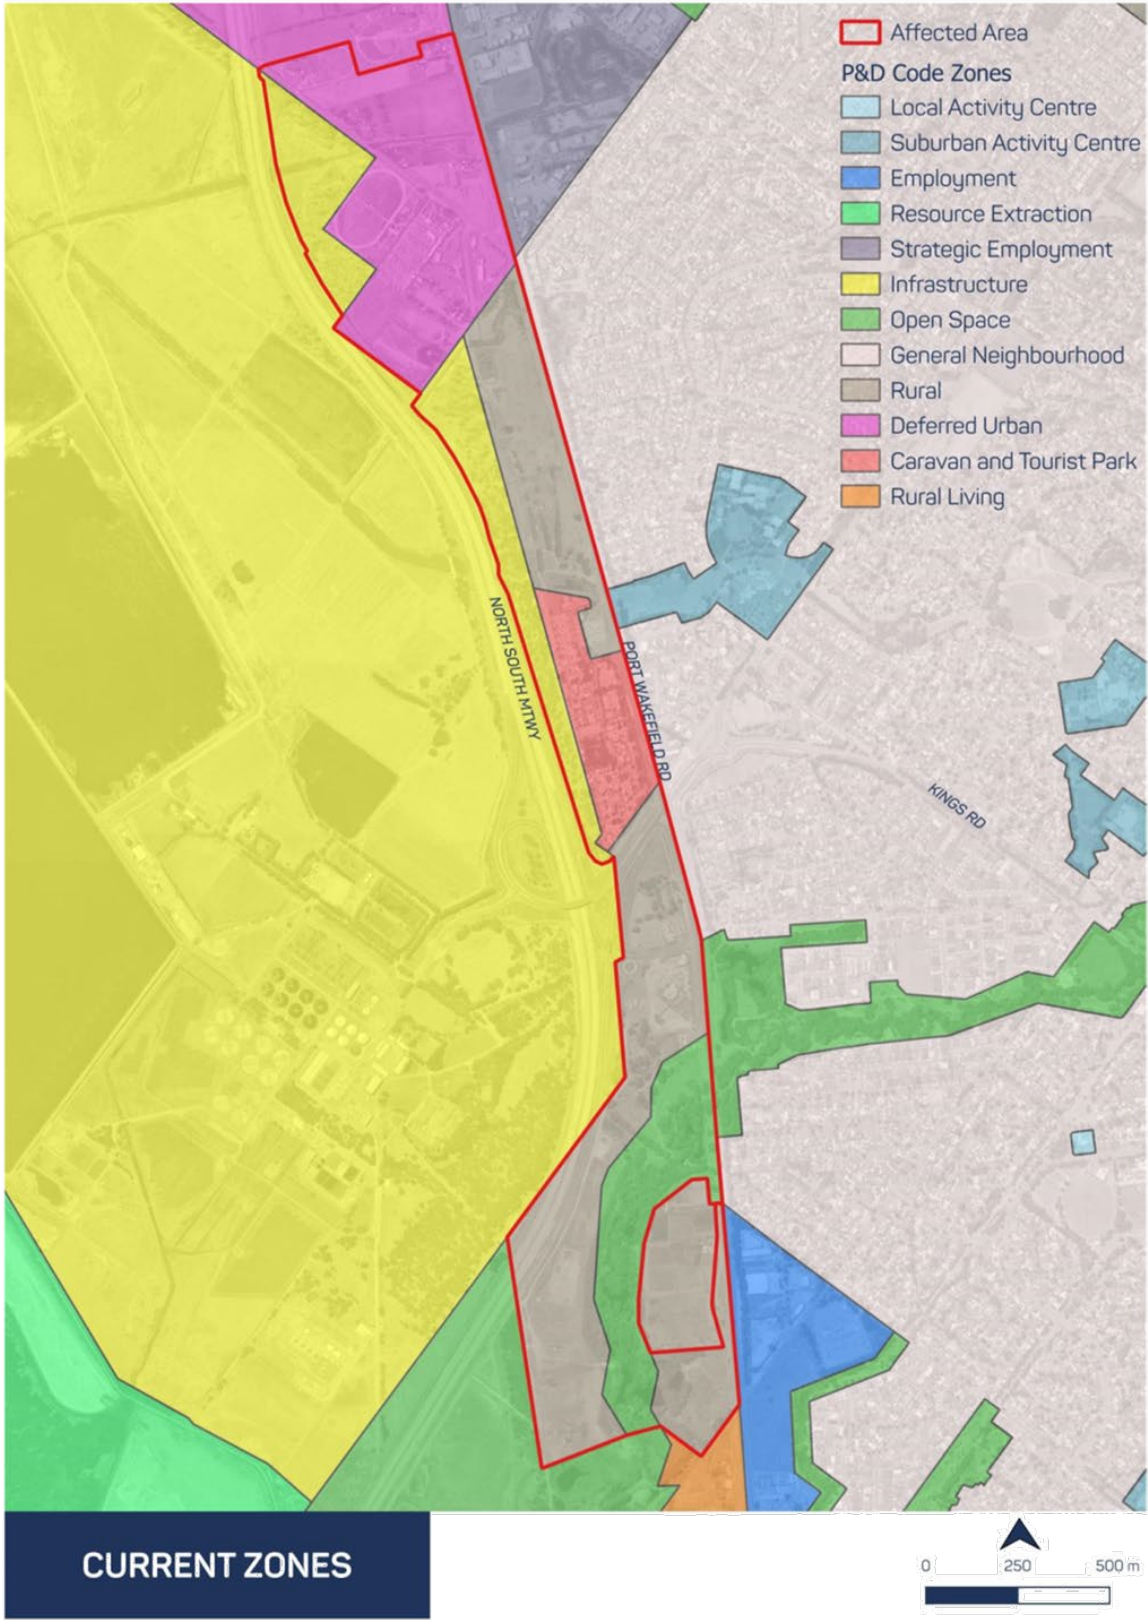 Affected Area
P&D Code Zones
Local Activity Centre
Suburban Activity Centre
Employment
Resource Extraction
Strategic Employment
Infrastructure
Open Space
General Neighbourhood
Rural
Deferred Urban
Caravan and Tourist Park
Rural Living
NORTH SOUTH MTWY
PORT WAKEFIELD RD
KINGS RD
CURRENT ZONES
0 250 500 m